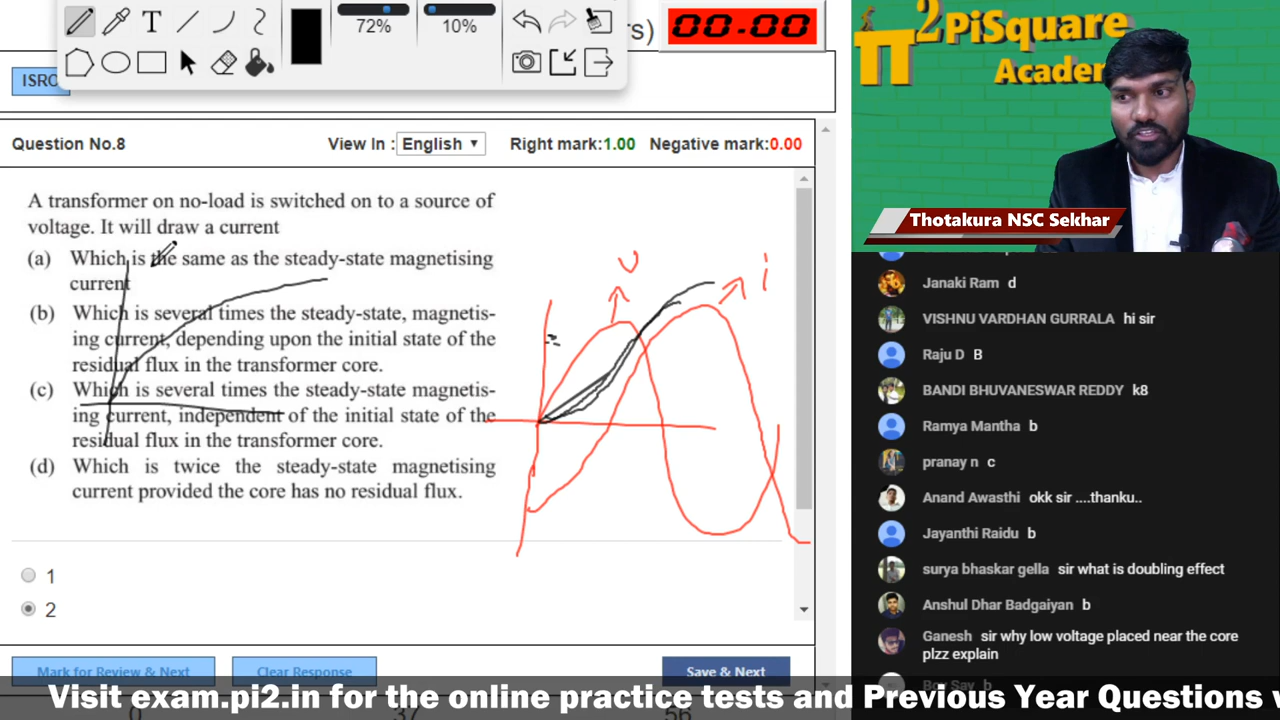 72%
10%
rs)
00:00
ISRO
Question No.8
View In :
English
Right mark:1.00
Negative mark:0.00
A transformer on no-load is switched on to a source of
voltage. It will draw a current
(a) Which is the same as the steady-state magnetising
current
(b) Which is several times the steady-state, magnetis-
ing current, depending upon the initial state of the
residual flux in the transformer core.
(c) Which is several times the steady-state magnetis-
ing current, independent of the initial state of the
residual flux in the transformer core.
(d) Which is twice the steady-state magnetising
current provided the core has no residual flux.
v
i
1
2
Mark for Review & Next
Clear Response
Save & Next
0
37
56
π 2PiSquare
Academ
Thotakura NSC Sekhar
Janaki Ram d
VISHNU VARDHAN GURRALA hi sir
Raju D B
BANDI BHUVANESWAR REDDY k8
Ramya Mantha b
pranay n c
Anand Awasthi okk sir ....thanku..
Jayanthi Raidu b
surya bhaskar gella sir what is doubling effect
Anshul Dhar Badgaiyan b
Ganesh sir why low voltage placed near the core
plzz explain
Visit exam.pi2.in for the online practice tests and Previous Year Questions